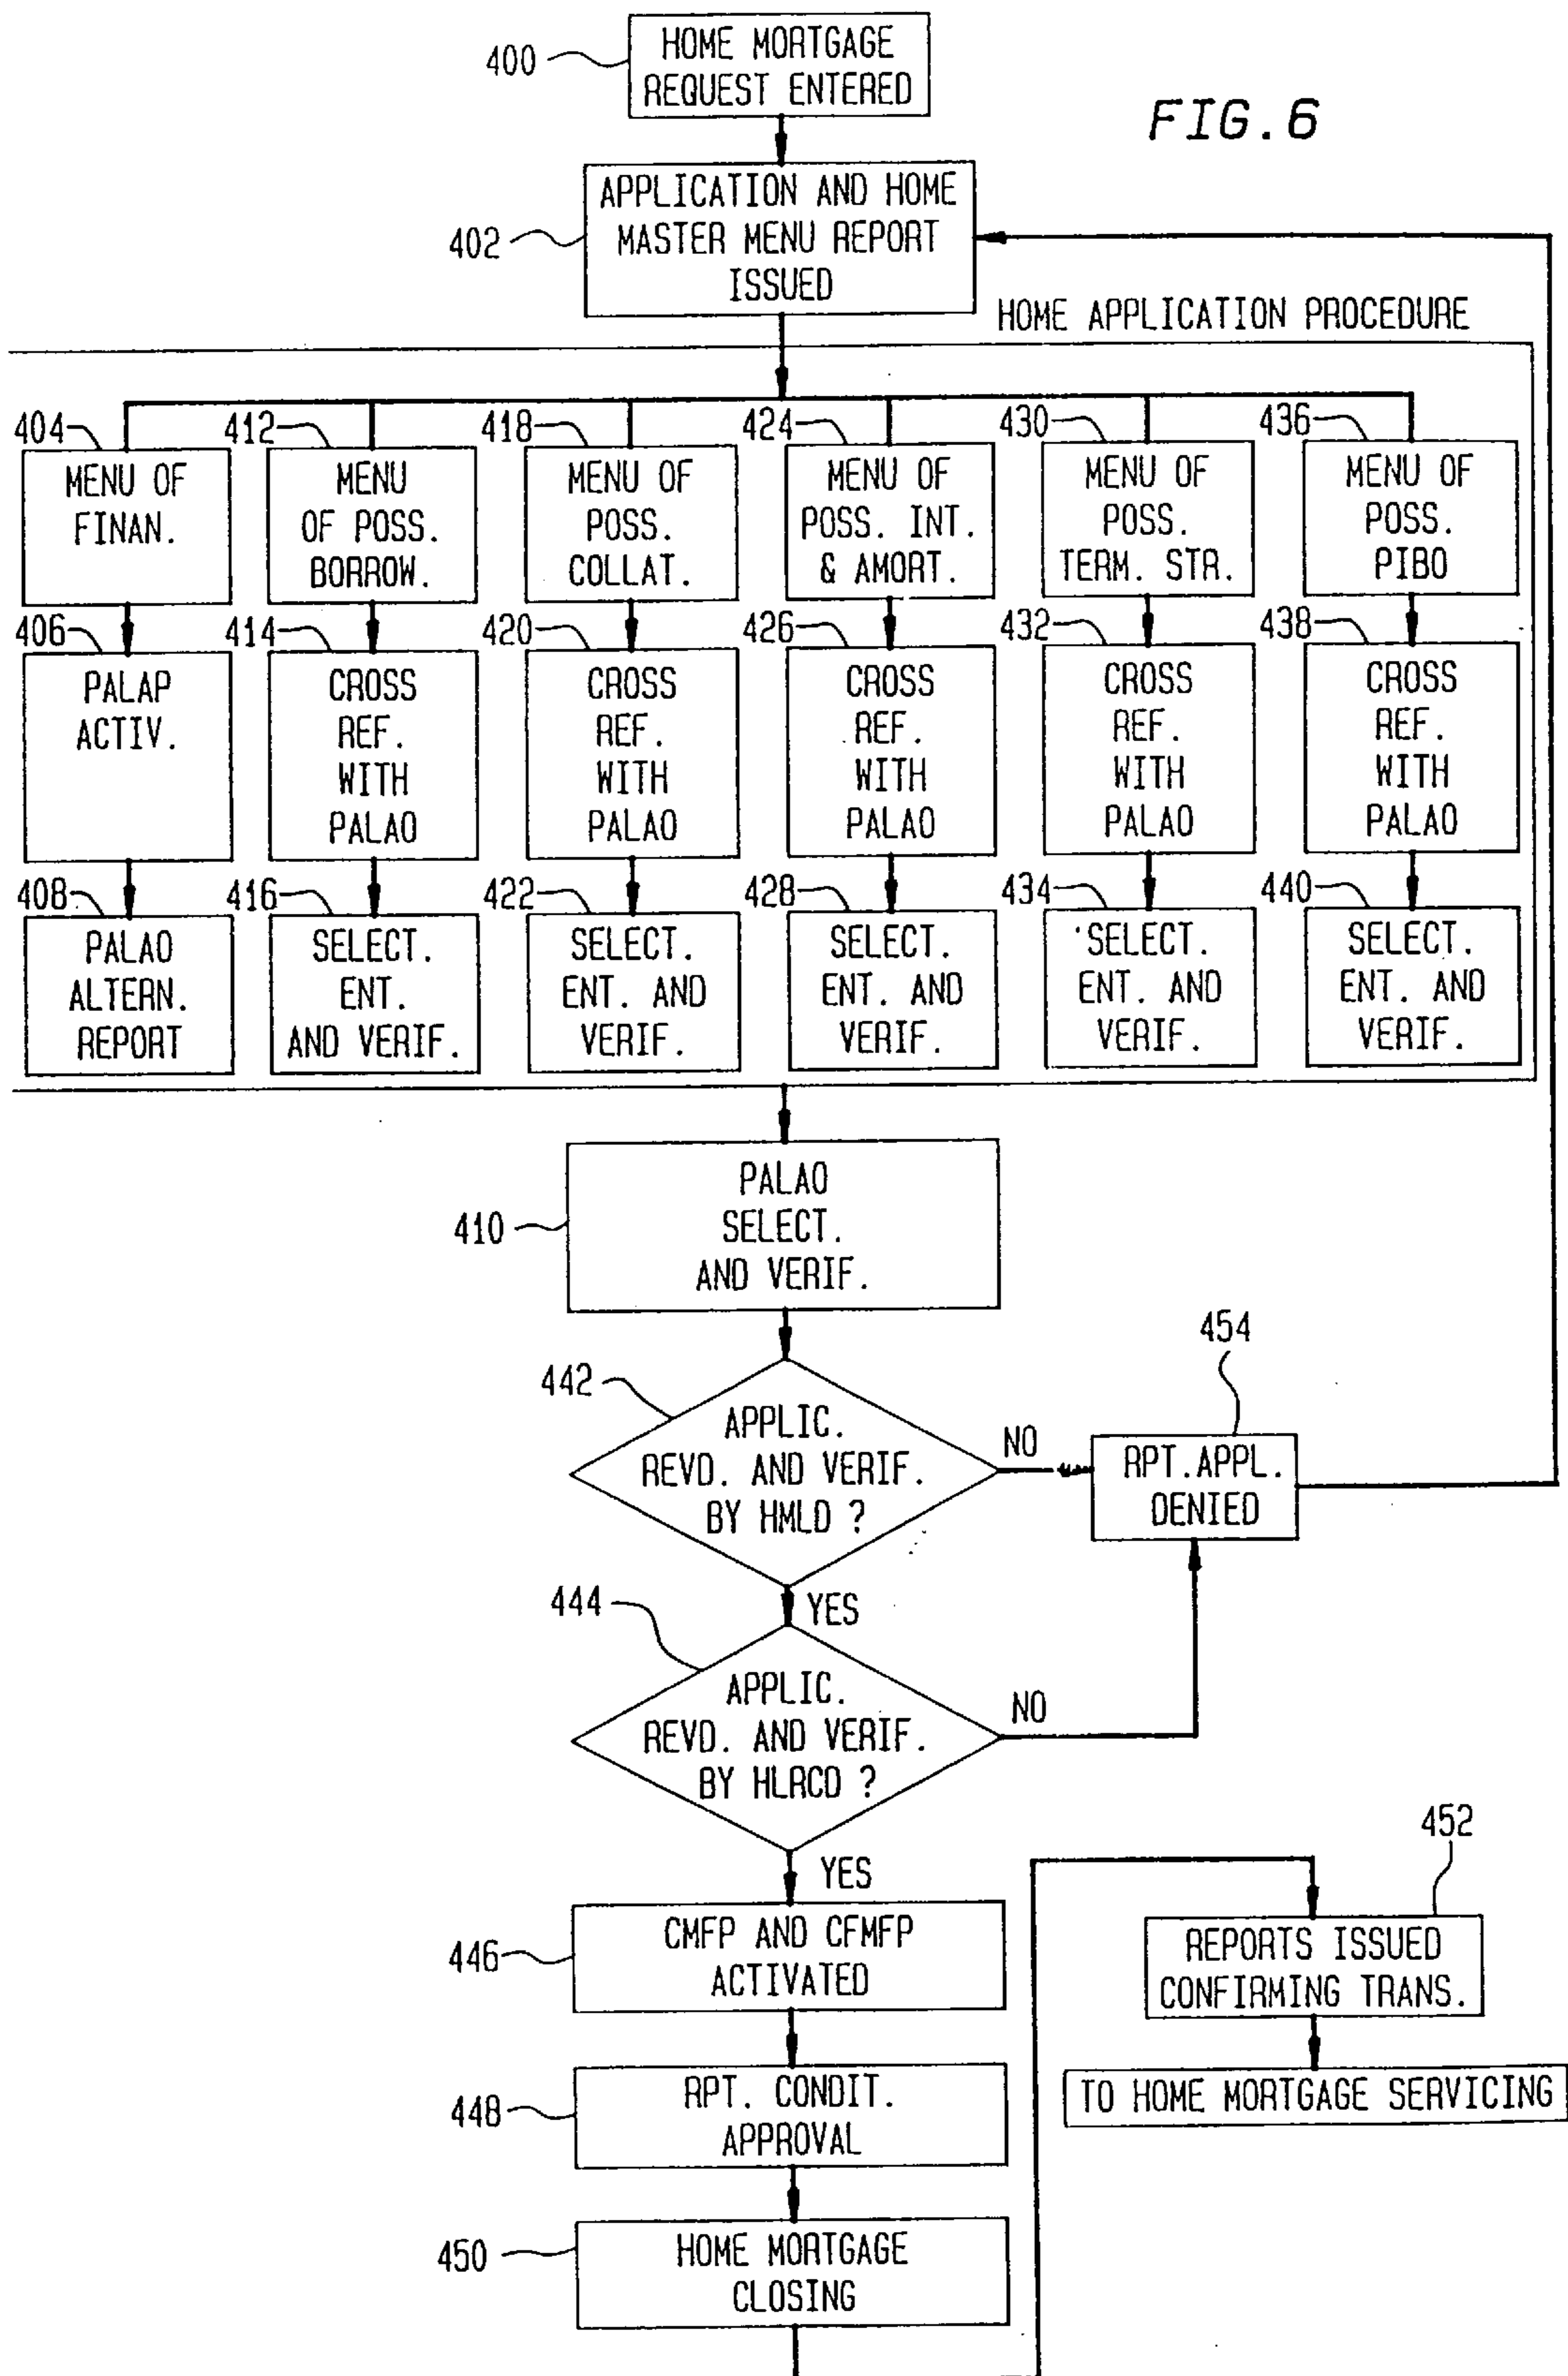 400
HOME MORTGAGE
REQUEST ENTERED
FIG.6
402
APPLICATION AND HOME
MASTER MENU REPORT
ISSUED
HOME APPLICATION PROCEDURE
404
MENU OF
FINAN.
412
MENU
OF POSS.
BORROW.
418
MENU OF
POSS.
COLLAT.
424
MENU OF
POSS. INT.
& AMORT.
430
MENU OF
POSS.
TERM. STR.
436
MENU OF
POSS.
PIBO
406
PALAP
ACTIV.
414
CROSS
REF.
WITH
PALAO
420
CROSS
REF.
WITH
PALAO
426
CROSS
REF.
WITH
PALAO
432
CROSS
REF.
WITH
PALAO
438
CROSS
REF.
WITH
PALAO
408
PALAO
ALTERN.
REPORT
416
SELECT.
ENT.
AND VERIF.
422
SELECT.
ENT. AND
VERIF.
428
SELECT.
ENT. AND
VERIF.
434
SELECT.
ENT. AND
VERIF.
440
SELECT.
ENT. AND
VERIF.
410
PALAO
SELECT.
AND VERIF.
442
APPLIC.
REVD. AND VERIF.
BY HMLD ?
NO
454
RPT.APPL.
DENIED
YES
444
APPLIC.
REVD. AND VERIF.
BY HLRCD ?
NO
YES
446
CMFP AND CFMFP
ACTIVATED
448
RPT. CONDIT.
APPROVAL
450
HOME MORTGAGE
CLOSING
452
REPORTS ISSUED
CONFIRMING TRANS.
TO HOME MORTGAGE SERVICING